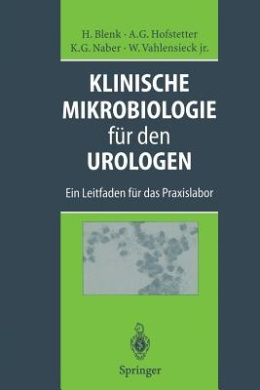 H. Blenk · A.G. Hofstetter
K.G. Naber · W. Vahlensieck jr.
KLINISCHE
MIKROBIOLOGIE
für den
UROLOGEN
Ein Leitfaden für das Praxislabor
Springer